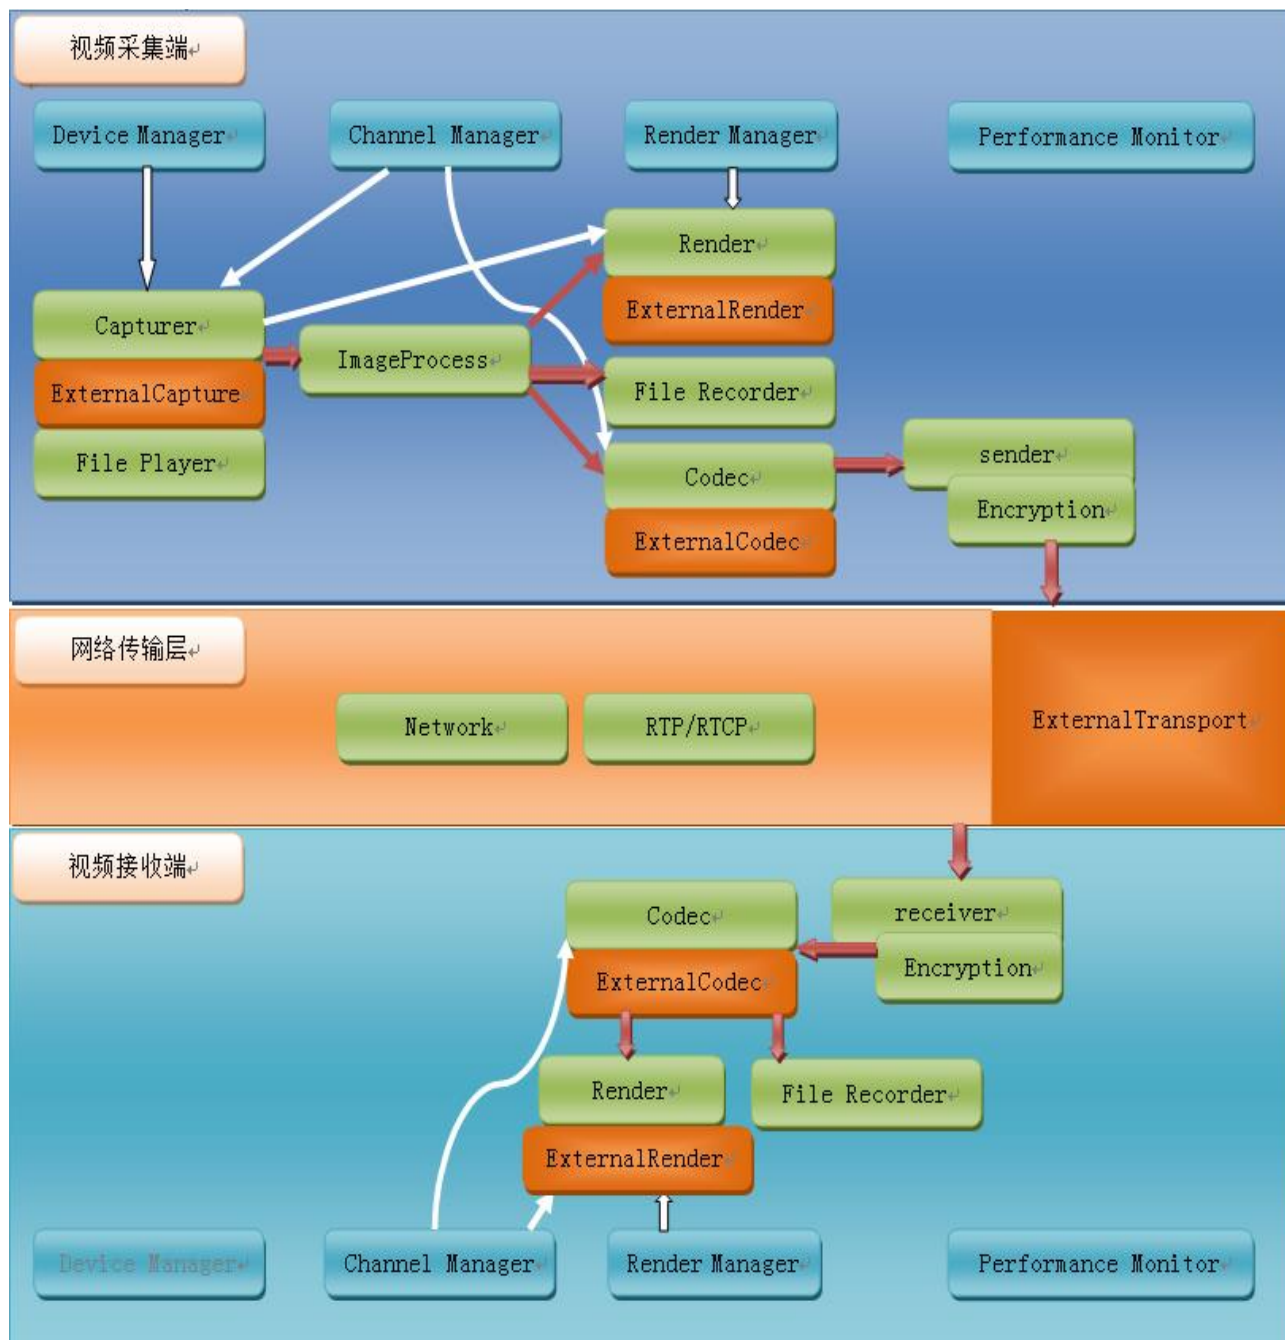 视频采集端
Device Manager
Channel Manager
Render Manager
Performance Monitor
Render
ExternalRender
Capturer
ImageProcess
ExternalCapture
File Recorder
File Player
Codec
sender
ExternalCodec
Encryption
网络传输层
Network
RTP/RTCP
ExternalTransport
视频接收端
Codec
receiver
ExternalCodec
Encryption
Render
File Recorder
ExternalRender
Device Manager
Channel Manager
Render Manager
Performance Monitor